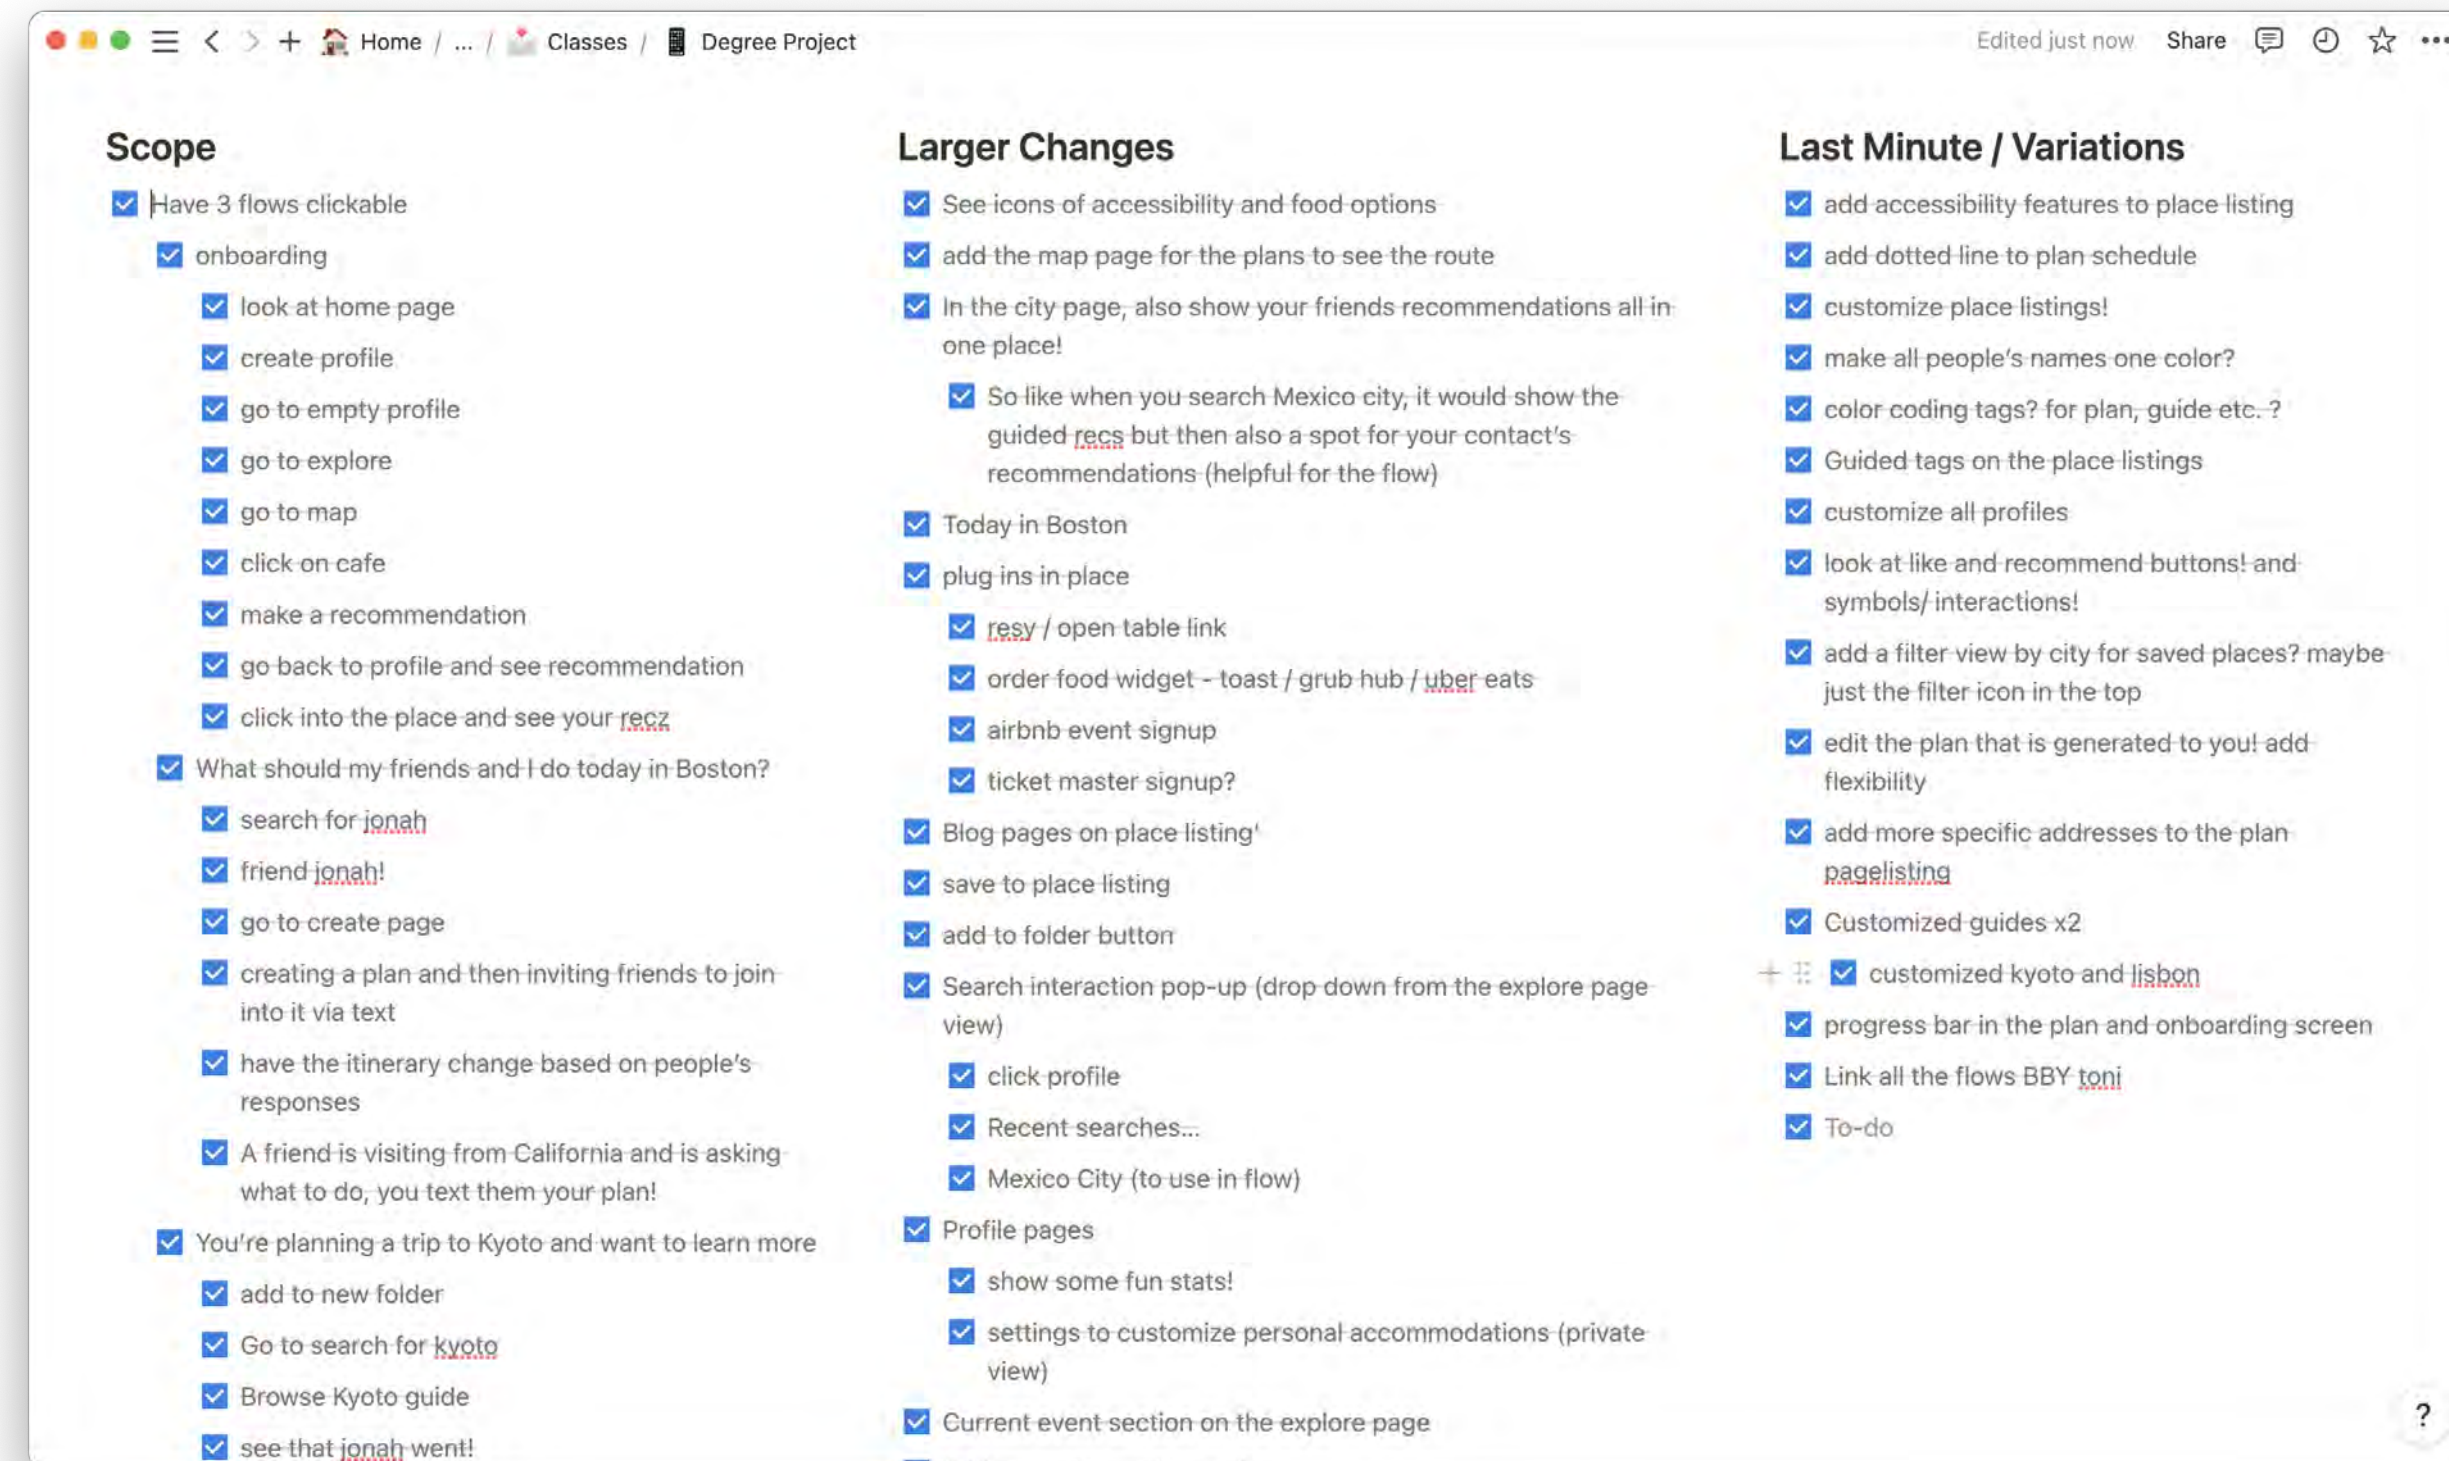 Home / ... / Classes / Degree Project
Edited just now Share
Scope
Have 3 flows clickable
onboarding
look at home page
create profile
go to empty profile
go to explore
go to map
click on cafe
make a recommendation
go back to profile and see recommendation
click into the place and see your recz
What should my friends and I do today in Boston?
search for jonah
friend jonah!
go to create page
creating a plan and then inviting friends to join
into it via text
have the itinerary change based on people's
responses
A friend is visiting from California and is asking
what to do, you text them your plan!
You're planning a trip to Kyoto and want to learn more
add to new folder
Go to search for kyoto
Browse Kyoto guide
see that jonah went!
Larger Changes
See icons of accessibility and food options
add the map page for the plans to see the route
In the city page, also show your friends recommendations all in
one place!
So like when you search Mexico city, it would show the
guided recs but then also a spot for your contact's
recommendations (helpful for the flow)
Today in Boston
plug ins in place
resy / open table link
order food widget - toast / grub hub / uber eats
airbnb event signup
ticket master signup?
Blog pages on place listing'
save to place listing
add to folder button
Search interaction pop-up (drop down from the explore page
view)
click profile
Recent searches...
Mexico City (to use in flow)
Profile pages
show some fun stats!
settings to customize personal accommodations (private
view)
Current event section on the explore page
Last Minute / Variations
add accessibility features to place listing
add dotted line to plan schedule
customize place listings!
make all people's names one color?
color coding tags? for plan, guide etc. ?
Guided tags on the place listings
customize all profiles
look at like and recommend buttons! and
symbols/ interactions!
add a filter view by city for saved places? maybe
just the filter icon in the top
edit the plan that is generated to you! add
flexibility
add more specific addresses to the plan
pagelisting
Customized guides x2
customized kyoto and lisbon
progress bar in the plan and onboarding screen
Link all the flows BBY toni
To-do
?